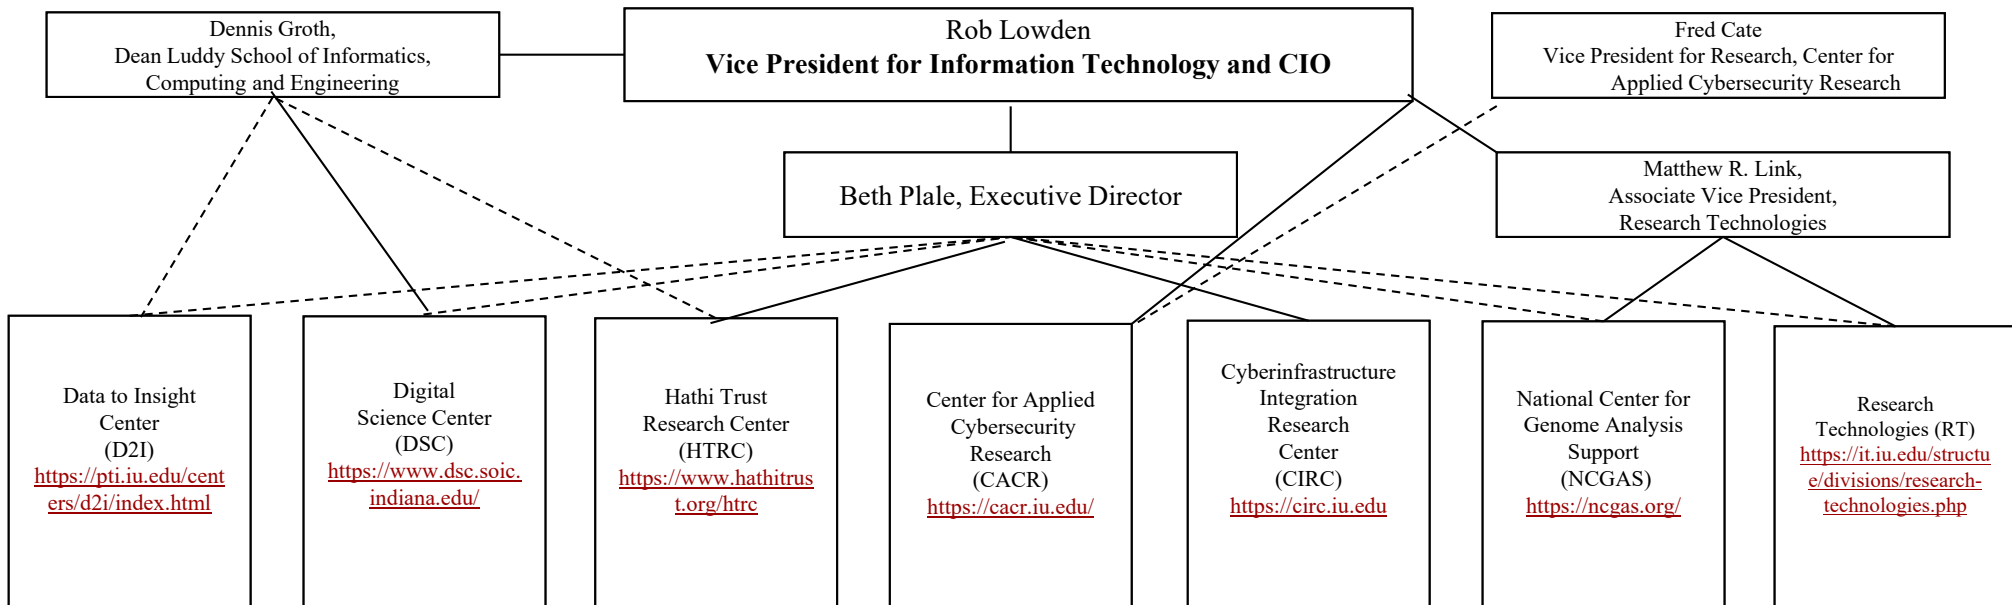 Dennis Groth,
Dean Luddy School of Informatics,
Computing and Engineering
Rob Lowden
Vice President for Information Technology and CIO
Fred Cate
Vice President for Research, Center for
Applied Cybersecurity Research
Beth Plale, Executive Director
Matthew R. Link,
Associate Vice President,
Research Technologies
Data to Insight
Center
(D2I)
https://pti.iu.edu/cent
ers/d2i/index.html
Digital
Science Center
(DSC)
https://www.dsc.soic.
indiana.edu/
Hathi Trust
Research Center
(HTRC)
https://www.hathitrus
t.org/htrc
Center for Applied
Cybersecurity
Research
(CACR)
https://cacr.iu.edu/
Cyberinfrastructure
Integration
Research
Center
(CIRC)
https://circ.iu.edu
National Center for
Genome Analysis
Support
(NCGAS)
https://ncgas.org/
Research
Technologies (RT)
https://it.iu.edu/structu
e/divisions/research-
technologies.php